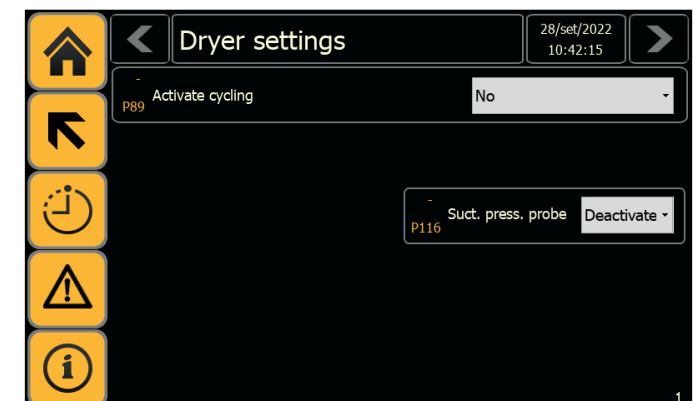 Dryer settings
28/set/2022
10:42:15
-
P89 Activate cycling
No
-
P116 Suct. press. probe
Deactivate
i
1